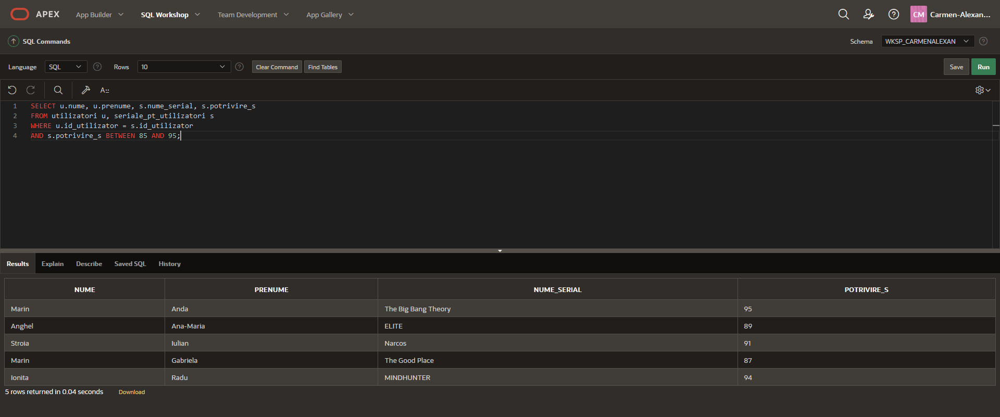 APEX App Builder SQL Workshop Team Development App Gallery CM Carmen-Alexan...
SQL Commands Schema WKSP_CARMENALEXAN
Language SQL Rows 10 Clear Command Find Tables Save Run
A::
1 SELECT u.nume, u.prenume, s.nume_serial, s.potrivire_s
2 FROM utilizatori u, seriale_pt_utilizatori s
3 WHERE u.id_utilizator = s.id_utilizator
4 AND s.potrivire_s BETWEEN 85 AND 95;
Results Explain Describe Saved SQL History
NUME PRENUME NUME_SERIAL POTRIVIRE_S
Marin Anda The Big Bang Theory 95
Anghel Ana-Maria ELITE 89
Stroia Iulian Narcos 91
Marin Gabriela The Good Place 87
Ionita Radu MINDHUNTER 94
5 rows returned in 0.04 seconds Download